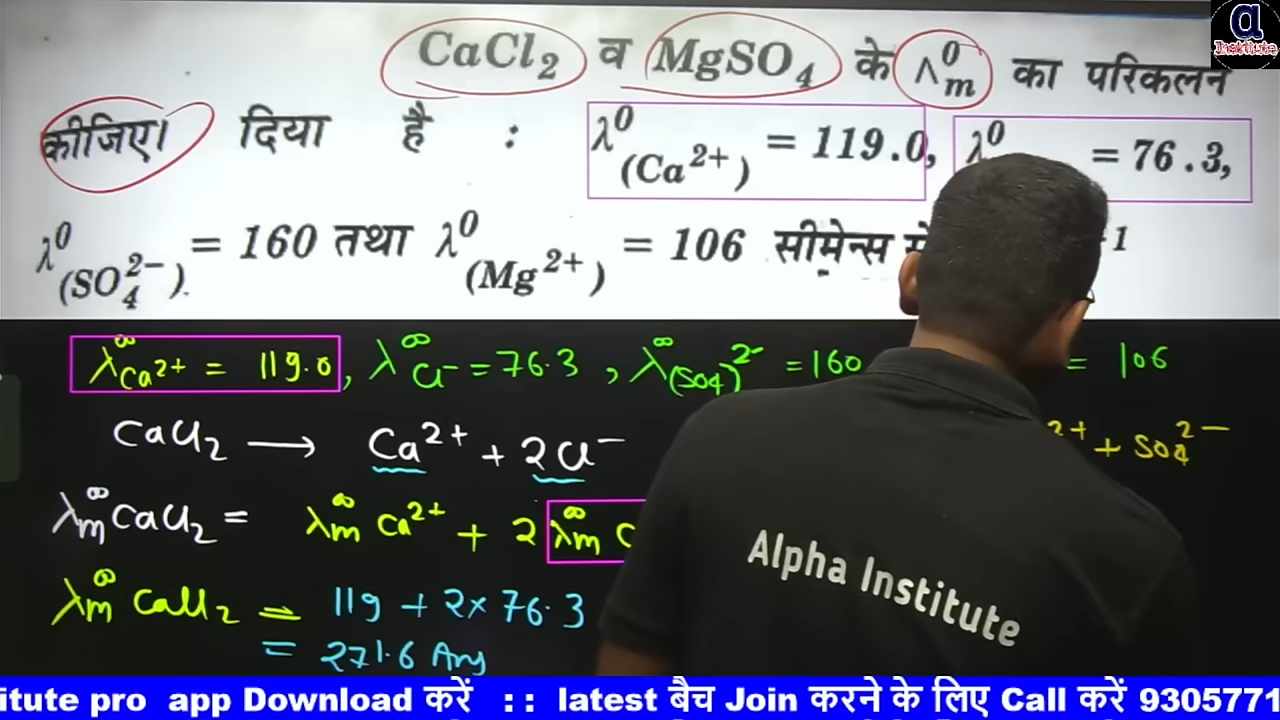 α
Institute
CaCl₂ व MgSO₄ के Λ⁰ₘ का परिकलन
कीजिए। दिया है : λ⁰(Ca²⁺) = 119.0, λ⁰ = 76.3,
λ⁰(SO₄²⁻) = 160 तथा λ⁰(Mg²⁺) = 106 सीमेन्स -1
λ∞Ca²⁺ = 119.0, λ∞Cl⁻ = 76.3, λ∞(SO4)²⁻ = 160 = 106
CaCl₂ ⟶ Ca²⁺ + 2Cl⁻ 2+ + SO₄²⁻
λ∞m CaCl₂ = λ∞m Ca²⁺ + 2 λ∞m C
λ∞m CaCl₂ = 119 + 2 × 76.3
= 271.6 Ans
Alpha Institute
itute pro app Download करें :: latest बैच Join करने के लिए Call करें 9305771